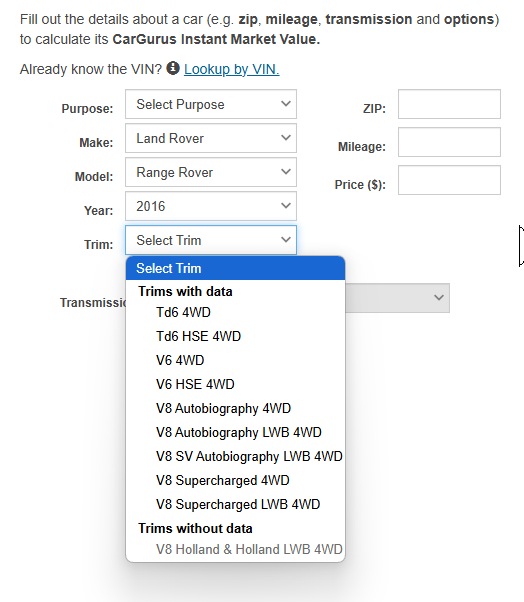 Fill out the details about a car (e.g. zip, mileage, transmission and options)
to calculate its CarGurus Instant Market Value.
Already know the VIN? Lookup by VIN.
Purpose: Select Purpose
ZIP:
Make: Land Rover
Mileage:
Model: Range Rover
Price ($):
Year: 2016
Trim: Select Trim
Select Trim
Trims with data
Transmissi
Td6 4WD
Td6 HSE 4WD
V6 4WD
V6 HSE 4WD
V8 Autobiography 4WD
V8 Autobiography LWB 4WD
V8 SV Autobiography LWB 4WD
V8 Supercharged 4WD
V8 Supercharged LWB 4WD
Trims without data
V8 Holland & Holland LWB 4WD